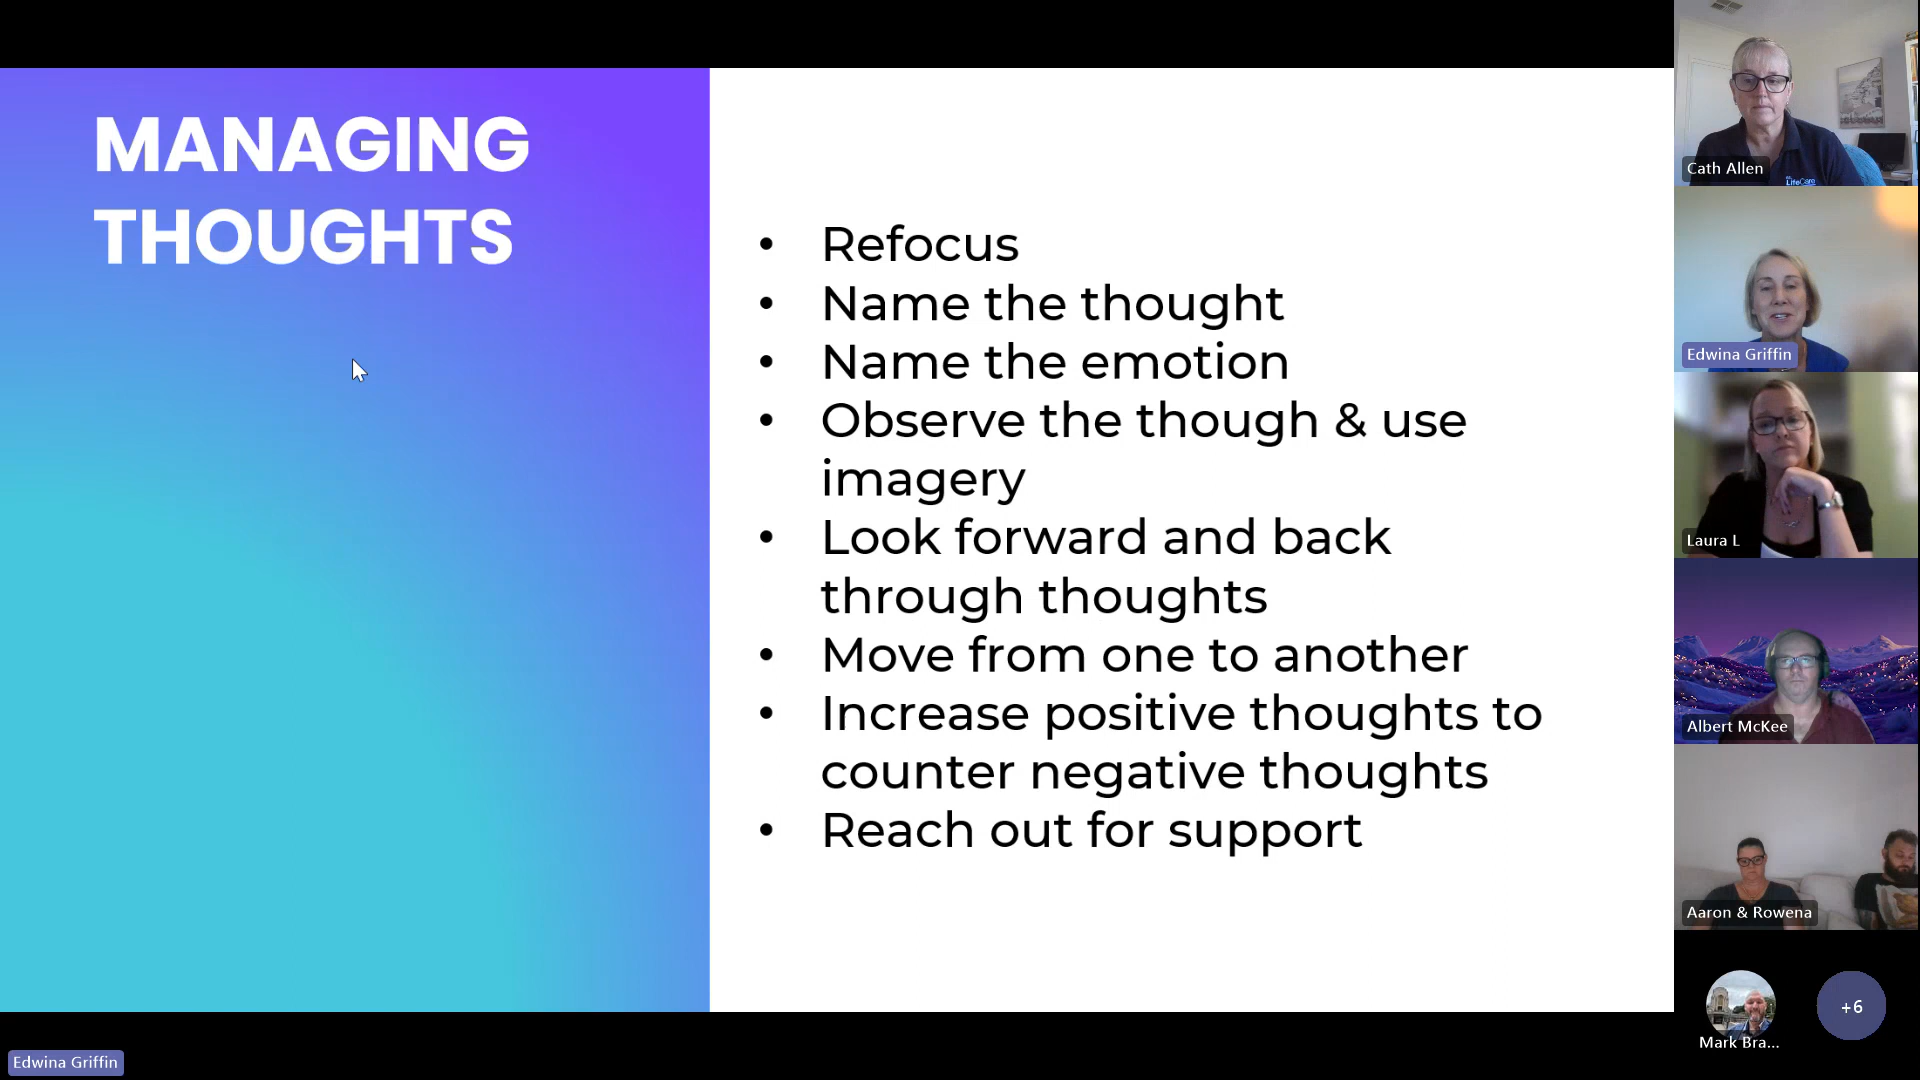 MANAGING
THOUGHTS
• Refocus
• Name the thought
• Name the emotion
• Observe the though & use
imagery
• Look forward and back
through thoughts
• Move from one to another
• Increase positive thoughts to
counter negative thoughts
• Reach out for support
Cath Allen
LifeCare
Edwina Griffin
Laura L
Albert McKee
Aaron & Rowena
Mark Bra...
+6
Edwina Griffin